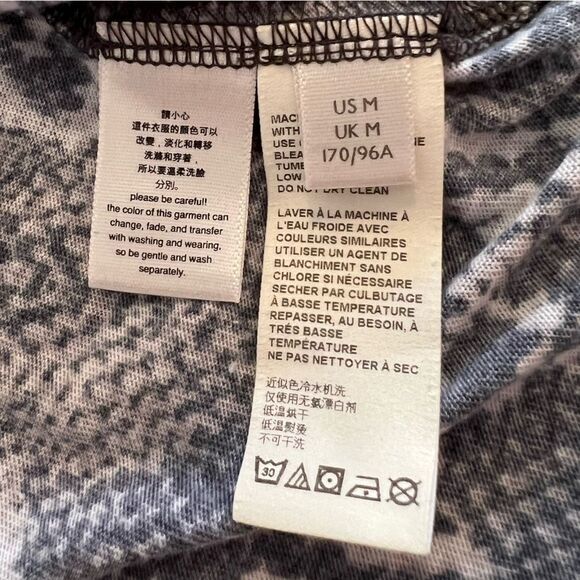 請小心
這件衣服的顏色可以
改變，淡化和轉移
洗滌和穿着，
所以要溫柔洗臉
分別。
please be careful!!
the color of this garment can
change, fade, and transfer
with washing and wearing,
so be gentle and wash
separately.
US M
UK M
170/96A
MACH
WITH
USE
NE
BLEA
TUMB
LOW
DO NOT DRY CLEAN
LAVER À LA MACHINE À
L'EAU FROIDE AVEC
COULEURS SIMILAIRES
UTILISER UN AGENT DE
BLANCHIMENT SANS
CHLORE SI NÉCESSAIRE
SECHER PAR CULBUTAGE
À BASSE TEMPERATURE
REPASSER, AU BESOIN, À
TRÉS BASSE
TEMPÉRATURE
NE PAS NETTOYER À SEC
近似色冷水机洗
仅使用无氯漂白剂
低温烘干
低温熨烫
不可干洗
30